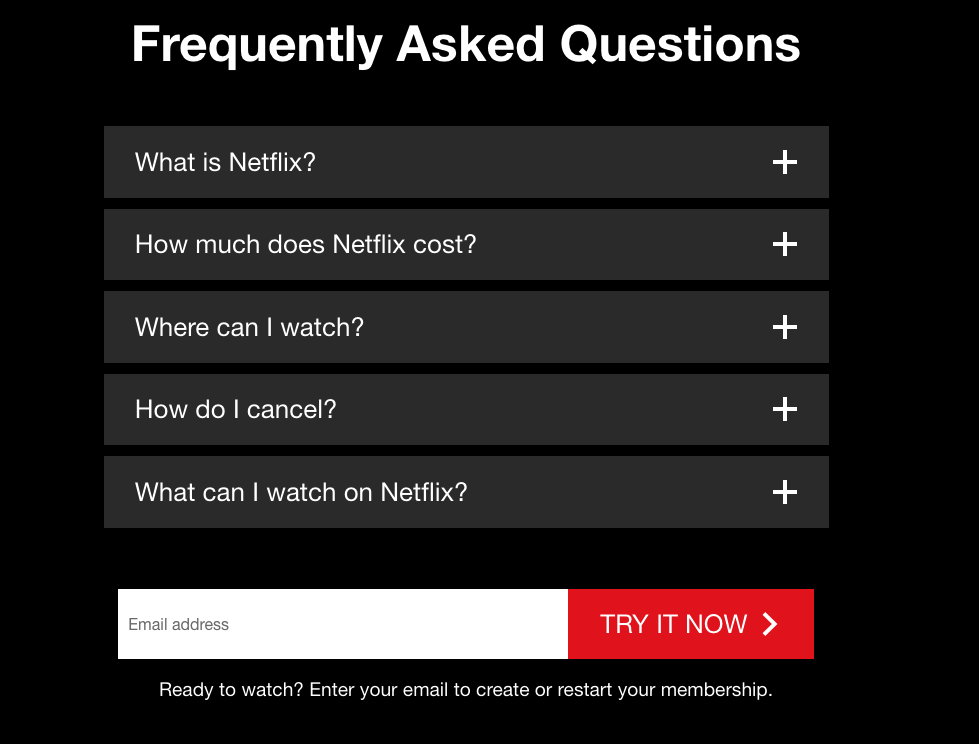 Frequently Asked Questions
What is Netflix?
How much does Netflix cost?
Where can I watch?
How do I cancel?
What can I watch on Netflix?
Email address
TRY IT NOW
Ready to watch? Enter your email to create or restart your membership.